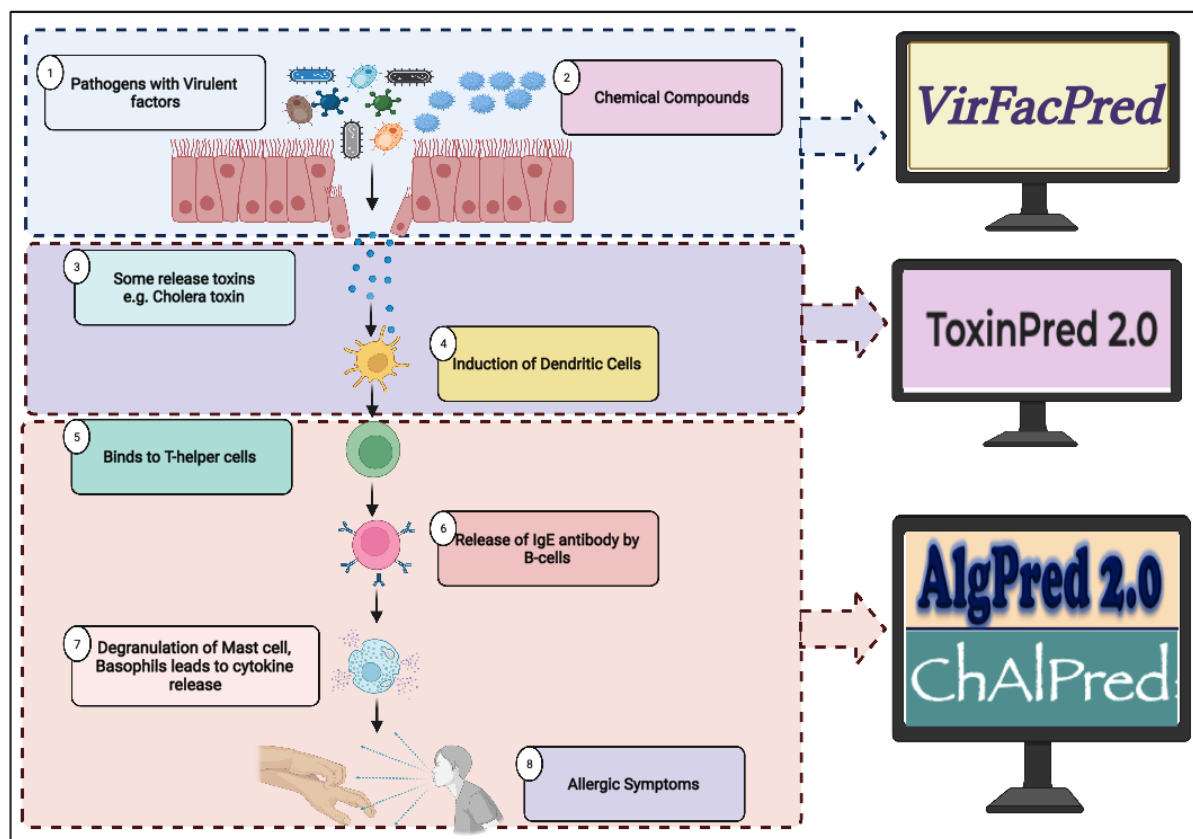 1
Pathogens with Virulent
factors
2
Chemical Compounds
VirFacPred
3
Some release toxins
e.g. Cholera toxin
4
Induction of Dendritic Cells
ToxinPred 2.0
5
Binds to T-helper cells
6
Release of IgE antibody by
B-cells
7
Degranulation of Mast cell,
Basophils leads to cytokine
release
8
Allergic Symptoms
AlgPred 2.0
ChAlPred